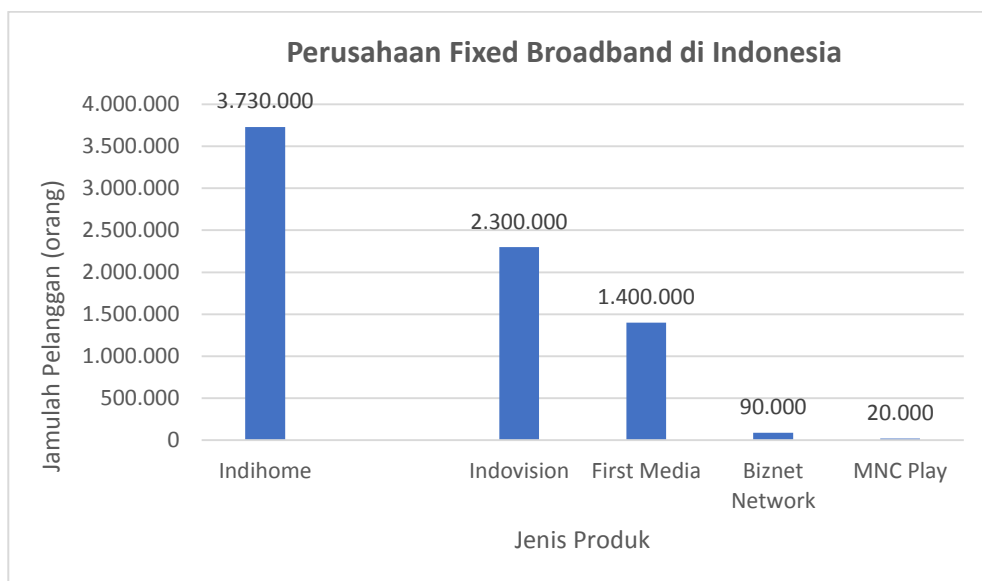 Perusahaan Fixed Broadband di Indonesia
Jamulah Pelanggan (orang)
4.000.000
3.500.000
3.000.000
2.500.000
2.000.000
1.500.000
1.000.000
500.000
0
3.730.000
2.300.000
1.400.000
90.000
20.000
Indihome
Indovision
First Media
Biznet
Network
MNC Play
Jenis Produk